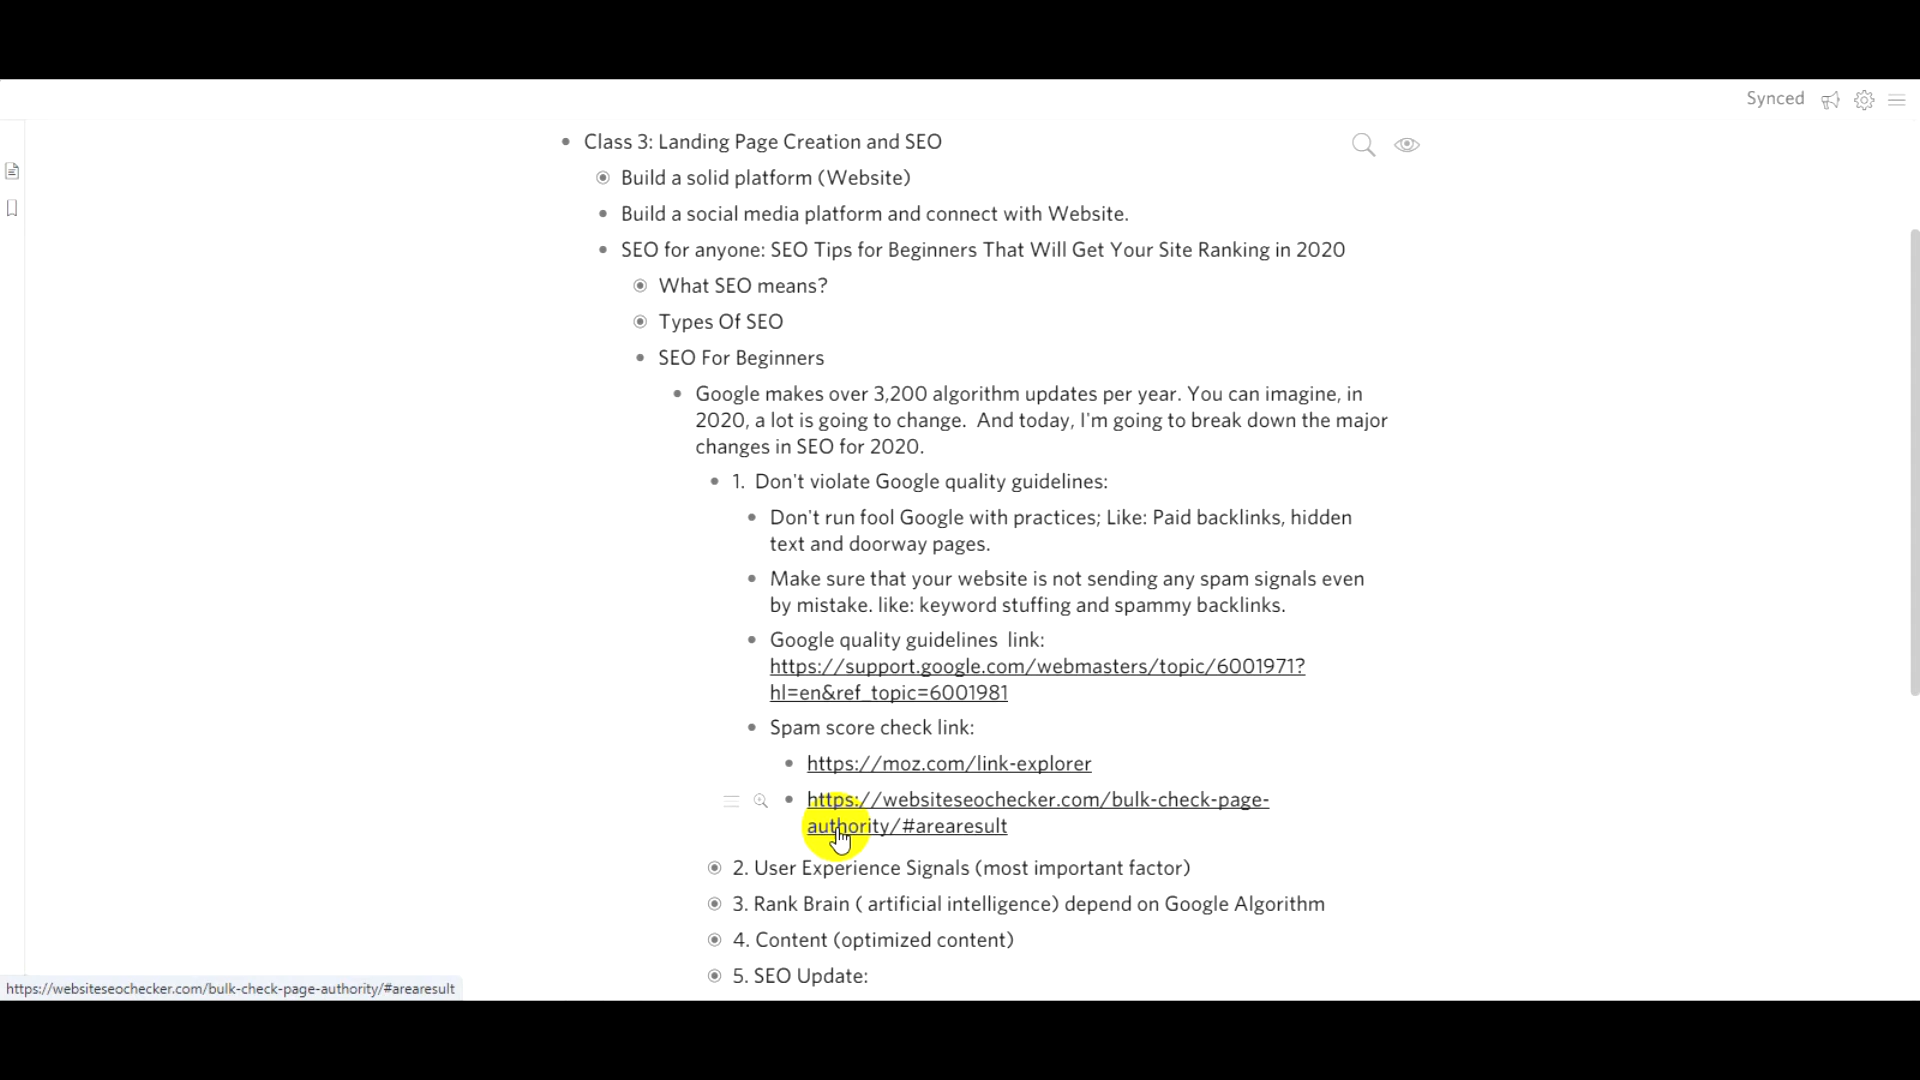 Synced
Class 3: Landing Page Creation and SEO
Build a solid platform (Website)
Build a social media platform and connect with Website.
SEO for anyone: SEO Tips for Beginners That Will Get Your Site Ranking in 2020
What SEO means?
Types Of SEO
SEO For Beginners
Google makes over 3,200 algorithm updates per year. You can imagine, in
2020, a lot is going to change.  And today, I'm going to break down the major
changes in SEO for 2020.
1.  Don't violate Google quality guidelines:
Don't run fool Google with practices; Like: Paid backlinks, hidden
text and doorway pages.
Make sure that your website is not sending any spam signals even
by mistake. like: keyword stuffing and spammy backlinks.
Google quality guidelines  link:
https://support.google.com/webmasters/topic/6001971?
hl=en&ref_topic=6001981
Spam score check link:
https://moz.com/link-explorer
https://websiteseochecker.com/bulk-check-page-
authority/#arearesult
2. User Experience Signals (most important factor)
3. Rank Brain ( artificial intelligence) depend on Google Algorithm
4. Content (optimized content)
5. SEO Update:
https://websiteseochecker.com/bulk-check-page-authority/#arearesult